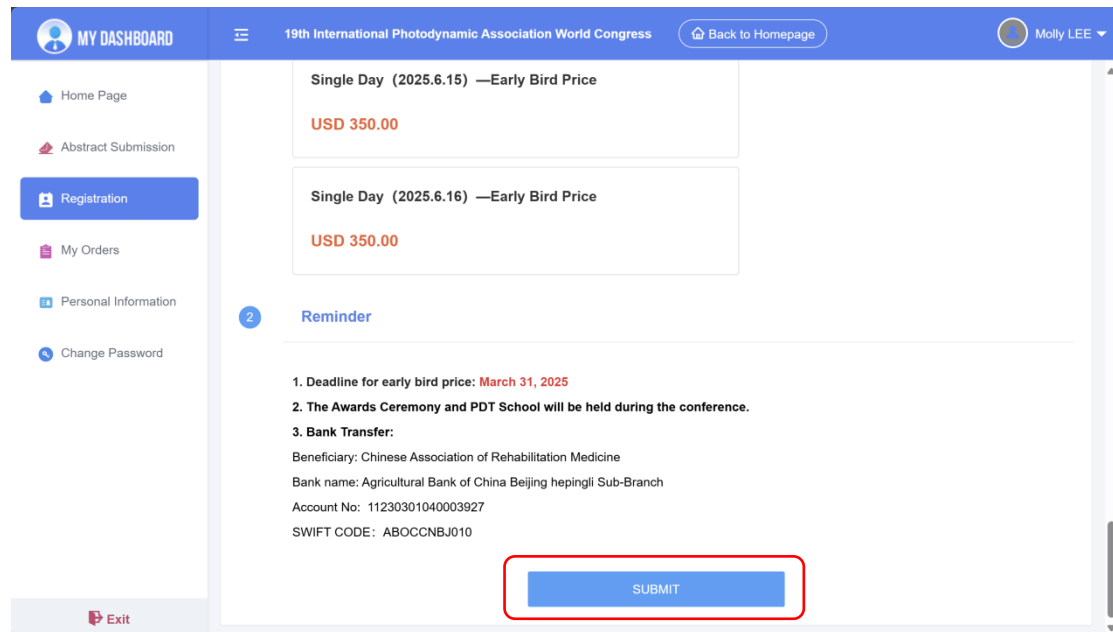 MY DASHBOARD
19th International Photodynamic Association World Congress
Back to Homepage
Molly LEE
Home Page
Abstract Submission
Registration
My Orders
Personal Information
Change Password
Exit
Single Day (2025.6.15) —Early Bird Price
USD 350.00
Single Day (2025.6.16) —Early Bird Price
USD 350.00
2 Reminder
1. Deadline for early bird price: March 31, 2025
2. The Awards Ceremony and PDT School will be held during the conference.
3. Bank Transfer:
Beneficiary: Chinese Association of Rehabilitation Medicine
Bank name: Agricultural Bank of China Beijing hepingli Sub-Branch
Account No: 11230301040003927
SWIFT CODE：ABOCCNBJ010
SUBMIT